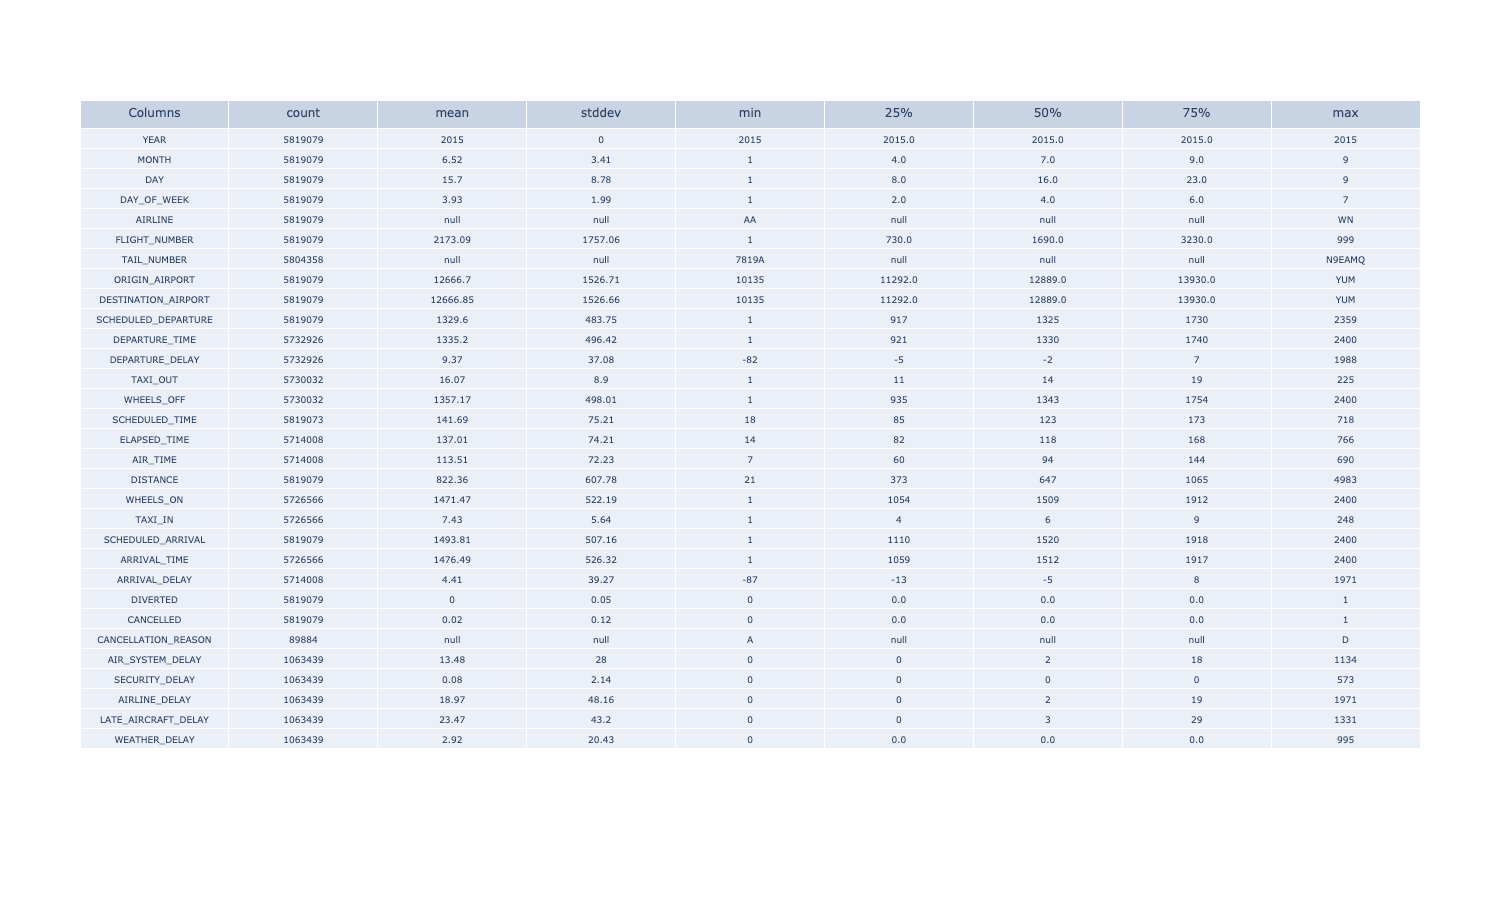 Columns count mean stddev min 25% 50% 75% max
YEAR 5819079 2015 0 2015 2015.0 2015.0 2015.0 2015
MONTH 5819079 6.52 3.41 1 4.0 7.0 9.0 9
DAY 5819079 15.7 8.78 1 8.0 16.0 23.0 9
DAY_OF_WEEK 5819079 3.93 1.99 1 2.0 4.0 6.0 7
AIRLINE 5819079 null null AA null null null WN
FLIGHT_NUMBER 5819079 2173.09 1757.06 1 730.0 1690.0 3230.0 999
TAIL_NUMBER 5804358 null null 7819A null null null N9EAMQ
ORIGIN_AIRPORT 5819079 12666.7 1526.71 10135 11292.0 12889.0 13930.0 YUM
DESTINATION_AIRPORT 5819079 12666.85 1526.66 10135 11292.0 12889.0 13930.0 YUM
SCHEDULED_DEPARTURE 5819079 1329.6 483.75 1 917 1325 1730 2359
DEPARTURE_TIME 5732926 1335.2 496.42 1 921 1330 1740 2400
DEPARTURE_DELAY 5732926 9.37 37.08 -82 -5 -2 7 1988
TAXI_OUT 5730032 16.07 8.9 1 11 14 19 225
WHEELS_OFF 5730032 1357.17 498.01 1 935 1343 1754 2400
SCHEDULED_TIME 5819073 141.69 75.21 18 85 123 173 718
ELAPSED_TIME 5714008 137.01 74.21 14 82 118 168 766
AIR_TIME 5714008 113.51 72.23 7 60 94 144 690
DISTANCE 5819079 822.36 607.78 21 373 647 1065 4983
WHEELS_ON 5726566 1471.47 522.19 1 1054 1509 1912 2400
TAXI_IN 5726566 7.43 5.64 1 4 6 9 248
SCHEDULED_ARRIVAL 5819079 1493.81 507.16 1 1110 1520 1918 2400
ARRIVAL_TIME 5726566 1476.49 526.32 1 1059 1512 1917 2400
ARRIVAL_DELAY 5714008 4.41 39.27 -87 -13 -5 8 1971
DIVERTED 5819079 0 0.05 0 0.0 0.0 0.0 1
CANCELLED 5819079 0.02 0.12 0 0.0 0.0 0.0 1
CANCELLATION_REASON 89884 null null A null null null D
AIR_SYSTEM_DELAY 1063439 13.48 28 0 0 2 18 1134
SECURITY_DELAY 1063439 0.08 2.14 0 0 0 0 573
AIRLINE_DELAY 1063439 18.97 48.16 0 0 2 19 1971
LATE_AIRCRAFT_DELAY 1063439 23.47 43.2 0 0 3 29 1331
WEATHER_DELAY 1063439 2.92 20.43 0 0.0 0.0 0.0 995